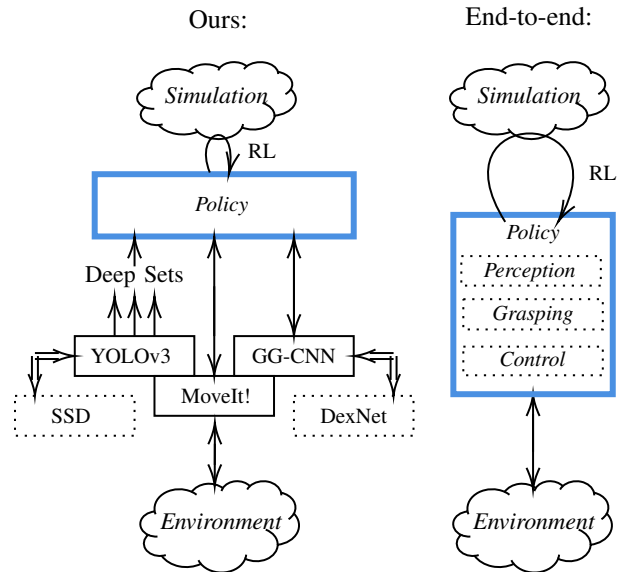 Ours:
Simulation
RL
Policy
Deep Sets
YOLOv3
GG-CNN
MoveIt!
SSD
DexNet
Environment
End-to-end:
Simulation
RL
Policy
Perception
Grasping
Control
Environment